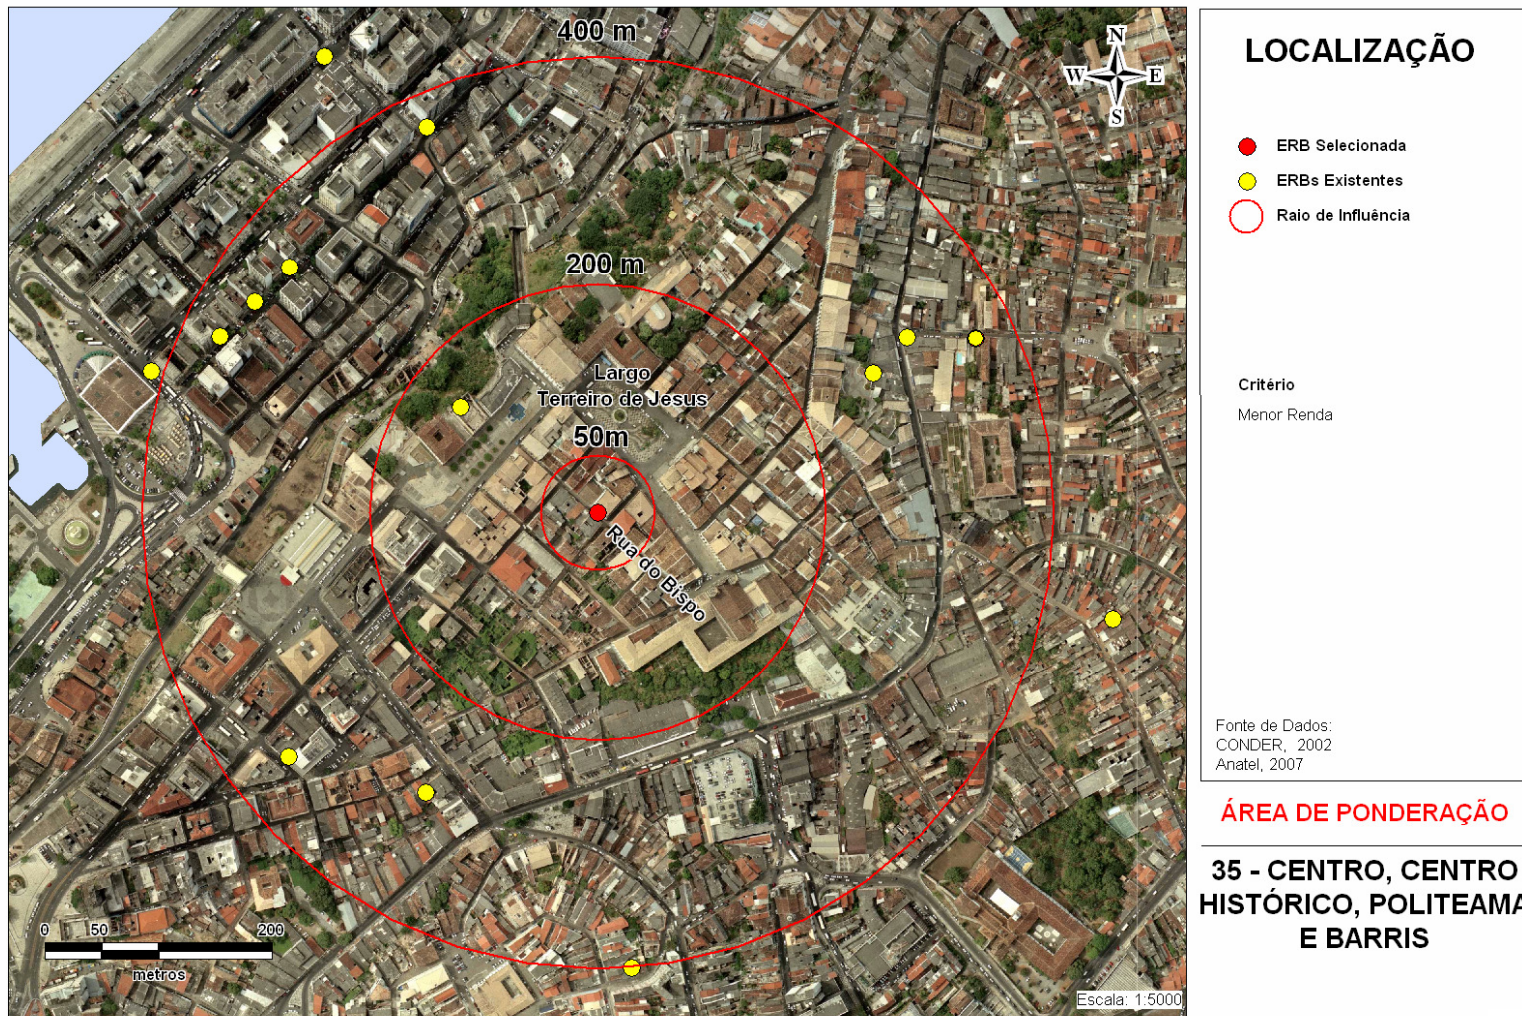 400 m
N
W E
S
200 m
Largo
Terreiro de Jesus
50m
Rua do Bispo
0 50 200
metros
Escala: 1:5000
LOCALIZAÇÃO
ERB Selecionada
ERBs Existentes
Raio de Influência
Critério
Menor Renda
Fonte de Dados:
CONDER, 2002
Anatel, 2007
ÁREA DE PONDERAÇÃO
35 - CENTRO, CENTRO
HISTÓRICO, POLITEAMA
E BARRIS